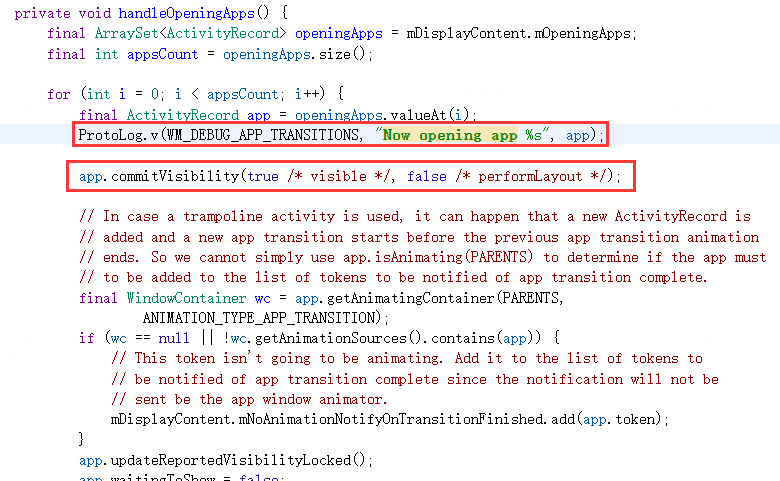 private void handleOpeningApps() {
final ArraySet<ActivityRecord> openingApps = mDisplayContent.mOpeningApps;
final int appsCount = openingApps.size();
for (int i = 0; i < appsCount; i++) {
final ActivityRecord app = openingApps.valueAt(i);
ProtoLog.v(WM_DEBUG_APP_TRANSITIONS, "Now opening app %s", app);
app.commitVisibility(true /* visible */, false /* performLayout */);
// In case a trampoline activity is used, it can happen that a new ActivityRecord is
// added and a new app transition starts before the previous app transition animation
// ends. So we cannot simply use app.isAnimating(PARENTS) to determine if the app must
// to be added to the list of tokens to be notified of app transition complete.
final WindowContainer wc = app.getAnimatingContainer(PARENTS,
ANIMATION_TYPE_APP_TRANSITION);
if (wc == null || !wc.getAnimationSources().contains(app)) {
// This token isn't going to be animating. Add it to the list of tokens to
// be notified of app transition complete since the notification will not be
// sent be the app window animator.
mDisplayContent.mNoAnimationNotifyOnTransitionFinished.add(app.token);
}
app.updateReportedVisibilityLocked();
app.waitingToShow = false;